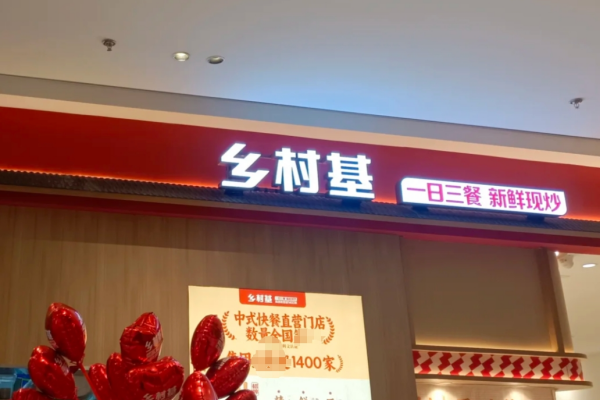 乡村基
一日三餐 新鲜现炒
乡村基
中式快餐直营门店
数量全国
1400家